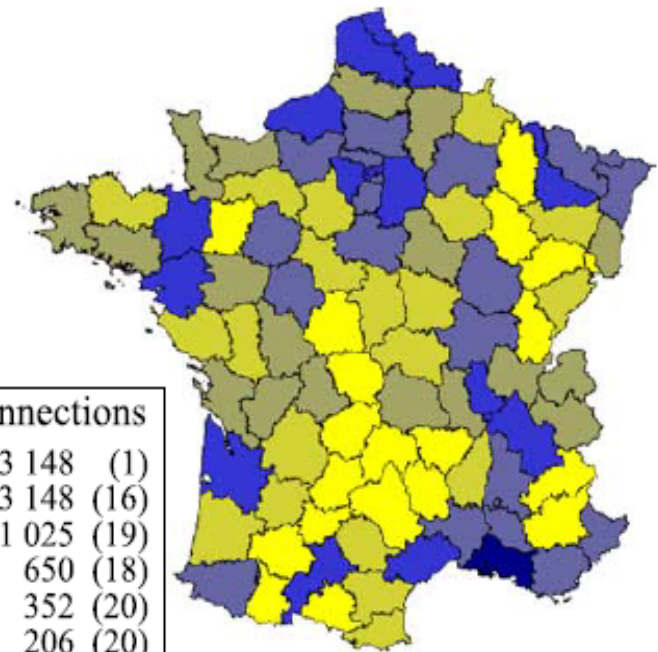 nnections
3 148 (1)
3 148 (16)
1 025 (19)
650 (18)
352 (20)
206 (20)